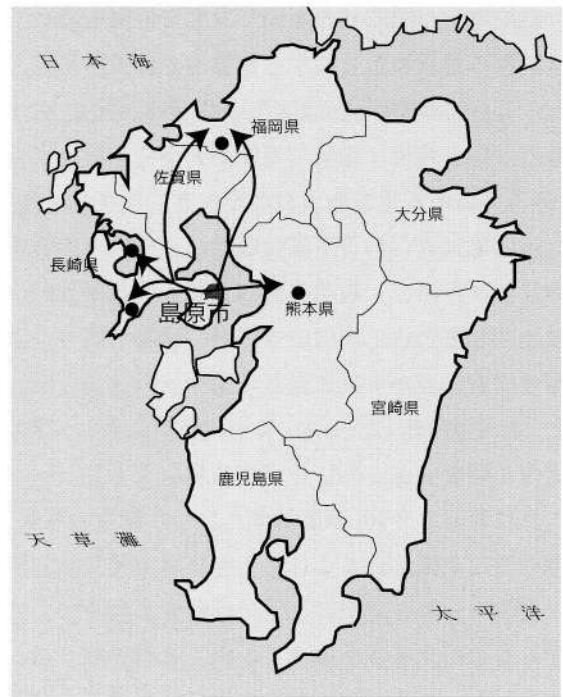 日本海
福岡県
佐賀県
大分県
長崎県
島原市
熊本県
宮崎県
鹿児島県
天草灘
太平洋